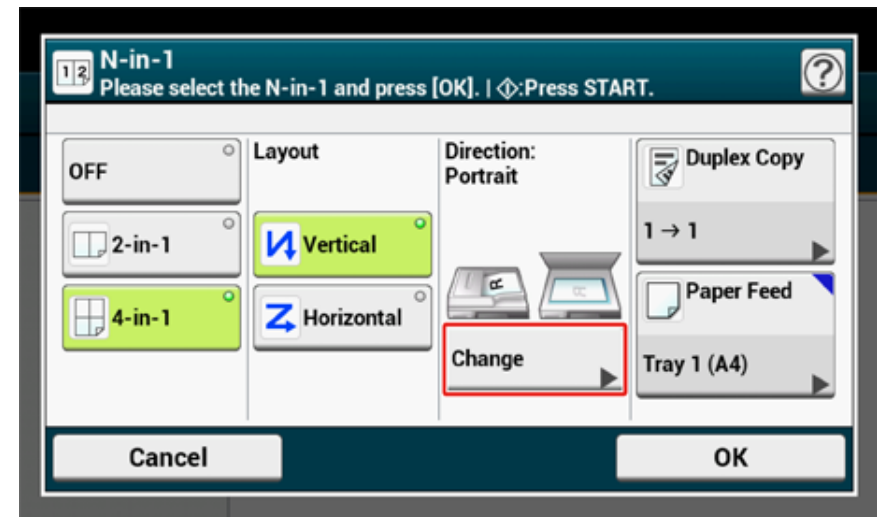 N-in-1
Please select the N-in-1 and press [OK]. | :Press START.
OFF
2-in-1
4-in-1
Layout
Vertical
Horizontal
Direction:
Portrait
Change
Duplex Copy
1 → 1
Paper Feed
Tray 1 (A4)
Cancel
OK